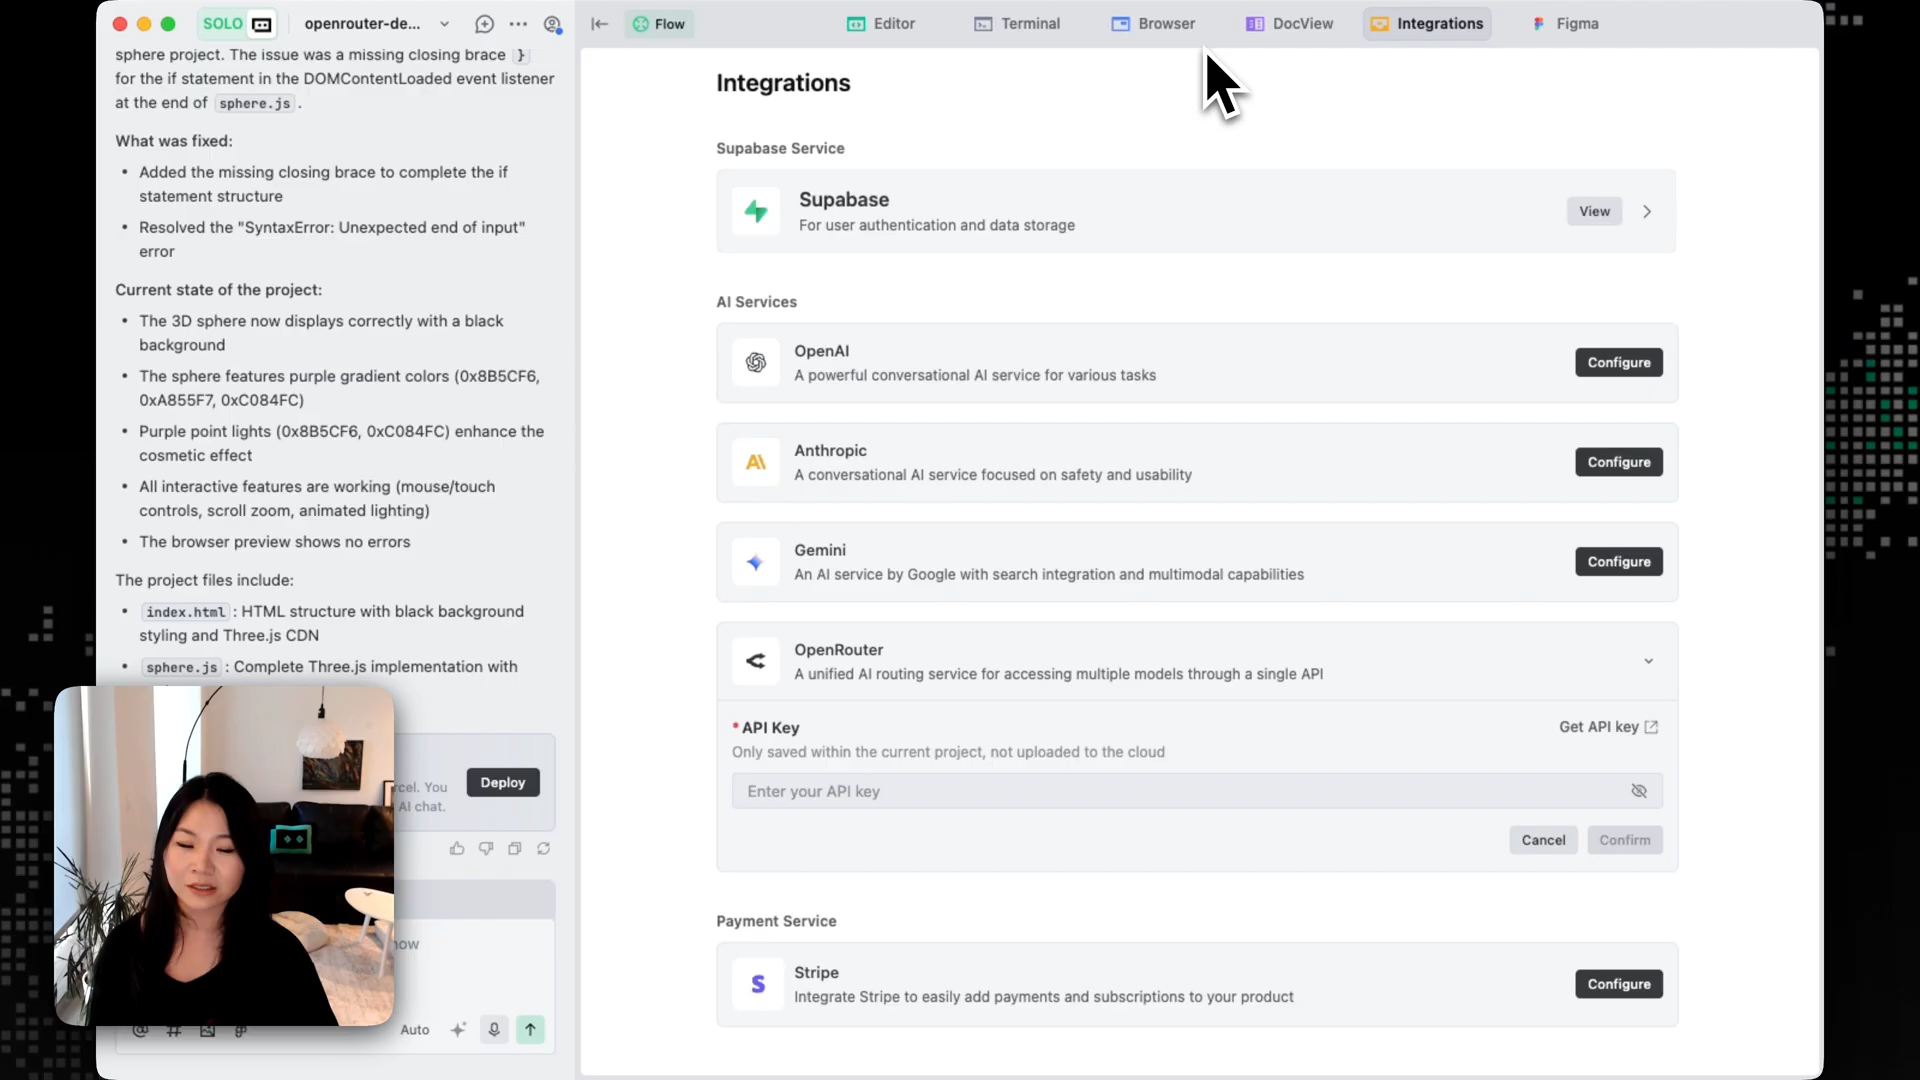 SOLO
openrouter-de...
Flow
Editor
Terminal
Browser
DocView
Integrations
Figma
sphere project. The issue was a missing closing brace }
for the if statement in the DOMContentLoaded event listener
at the end of sphere.js .
What was fixed:
• Added the missing closing brace to complete the if
statement structure
• Resolved the "SyntaxError: Unexpected end of input"
error
Current state of the project:
• The 3D sphere now displays correctly with a black
background
• The sphere features purple gradient colors (0x8B5CF6,
0xA855F7, 0xC084FC)
• Purple point lights (0x8B5CF6, 0xC084FC) enhance the
cosmetic effect
• All interactive features are working (mouse/touch
controls, scroll zoom, animated lighting)
• The browser preview shows no errors
The project files include:
• index.html : HTML structure with black background
styling and Three.js CDN
• sphere.js : Complete Three.js implementation with
You
AI chat.
Deploy
Auto
Integrations
Supabase Service
Supabase
For user authentication and data storage
View
AI Services
OpenAI
A powerful conversational AI service for various tasks
Configure
Anthropic
A conversational AI service focused on safety and usability
Configure
Gemini
An AI service by Google with search integration and multimodal capabilities
Configure
OpenRouter
A unified AI routing service for accessing multiple models through a single API
* API Key
Get API key
Only saved within the current project, not uploaded to the cloud
Enter your API key
Cancel
Confirm
Payment Service
Stripe
Integrate Stripe to easily add payments and subscriptions to your product
Configure